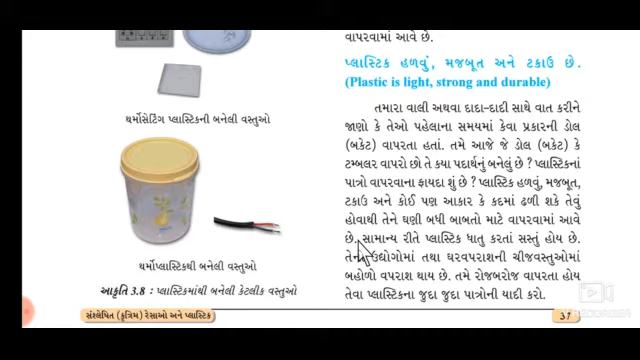 થર્મોસેટિંગ પ્લાસ્ટિકની બનેલી વસ્તુઓ
થર્મોપ્લાસ્ટિકથી બનેલી વસ્તુઓ
આકૃતિ 3.8 : પ્લાસ્ટિકમાંથી બનેલી કેટલીક વસ્તુઓ
વાપરવામાં આવે છે.
પ્લાસ્ટિક હળવું, મજબૂત અને ટકાઉ છે.
(Plastic is light, strong and durable)
તમારા વાલી અથવા દાદા-દાદી સાથે વાત કરીને
જાણો કે તેઓ પહેલાના સમયમાં કેવા પ્રકારની ડોલ
(બકેટ) વાપરતા હતાં. તમે આજે જે ડોલ (બકેટ) કે
ટમ્બલર વાપરો છો તે કયા પદાર્થનું બનેલું છે ? પ્લાસ્ટિકનાં
પાત્રો વાપરવાના ફાયદા શું છે ? પ્લાસ્ટિક હળવું, મજબૂત,
ટકાઉ અને કોઈ પણ આકાર કે કદમાં ઢળી શકે તેવું
હોવાથી તેને ઘણી બધી બાબતો માટે વાપરવામાં આવે
છે. સામાન્ય રીતે પ્લાસ્ટિક ધાતુ કરતાં સસ્તું હોય છે.
ઉદ્યોગોમાં તથા ઘરવપરાશની ચીજવસ્તુઓમાં
બહોળો વપરાશ થાય છે. તમે રોજબરોજ વાપરતા હોય
તેવા પ્લાસ્ટિકના જુદા જુદા પાત્રોની યાદી કરો.
સંશ્લેષિત (કૃત્રિમ) રેસાઓ અને પ્લાસ્ટિક